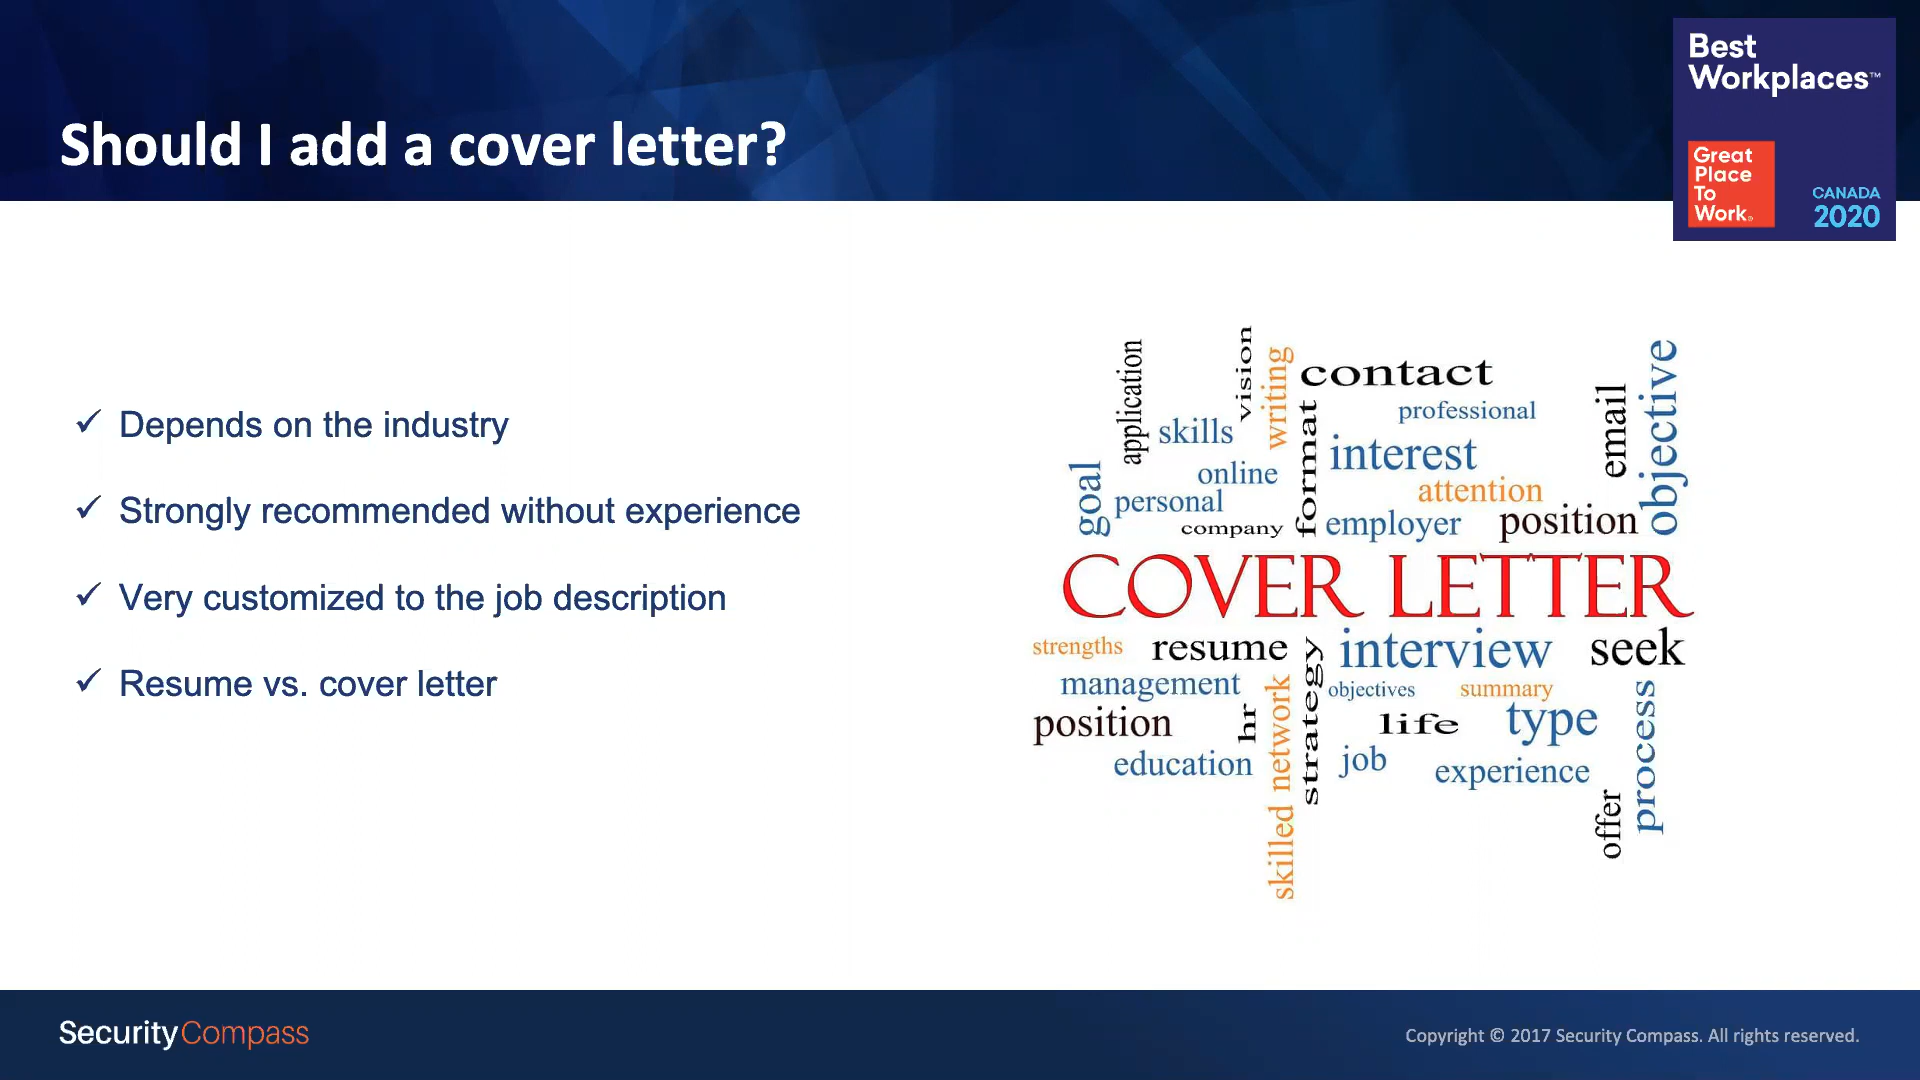 Should I add a cover letter?
Best
Workplaces™
Great
Place
To
Work®
CANADA
2020
✓ Depends on the industry
✓ Strongly recommended without experience
✓ Very customized to the job description
✓ Resume vs. cover letter
application
vision
writing
contact
professional
email
objective
skills
format
interest
goal
online
attention
personal
company
employer
position
COVER LETTER
strengths
resume
strategy
interview
seek
management
skilled network
objectives
summary
process
position
hr
life
type
education
job
experience
offer
SecurityCompass
Copyright © 2017 Security Compass. All rights reserved.